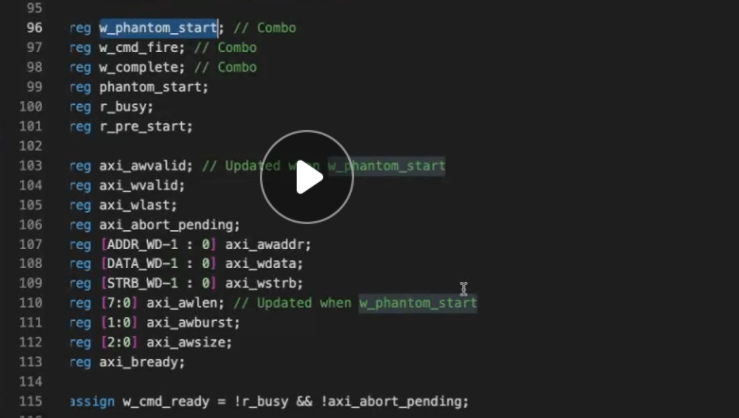 95
96 reg w_phantom_start; // Combo
97 reg w_cmd_fire; // Combo
98 reg w_complete; // Combo
99 reg phantom_start;
100 reg r_busy;
101 reg r_pre_start;
102
103 reg axi_awvalid; // Updated when w_phantom_start
104 reg axi_wvalid;
105 reg axi_wlast;
106 reg axi_abort_pending;
107 reg [ADDR_WD-1 : 0] axi_awaddr;
108 reg [DATA_WD-1 : 0] axi_wdata;
109 reg [STRB_WD-1 : 0] axi_wstrb;
110 reg [7:0] axi_awlen; // Updated when w_phantom_start
111 reg [1:0] axi_awburst;
112 reg [2:0] axi_awsize;
113 reg axi_bready;
114
115 assign w_cmd_ready = !r_busy && !axi_abort_pending;